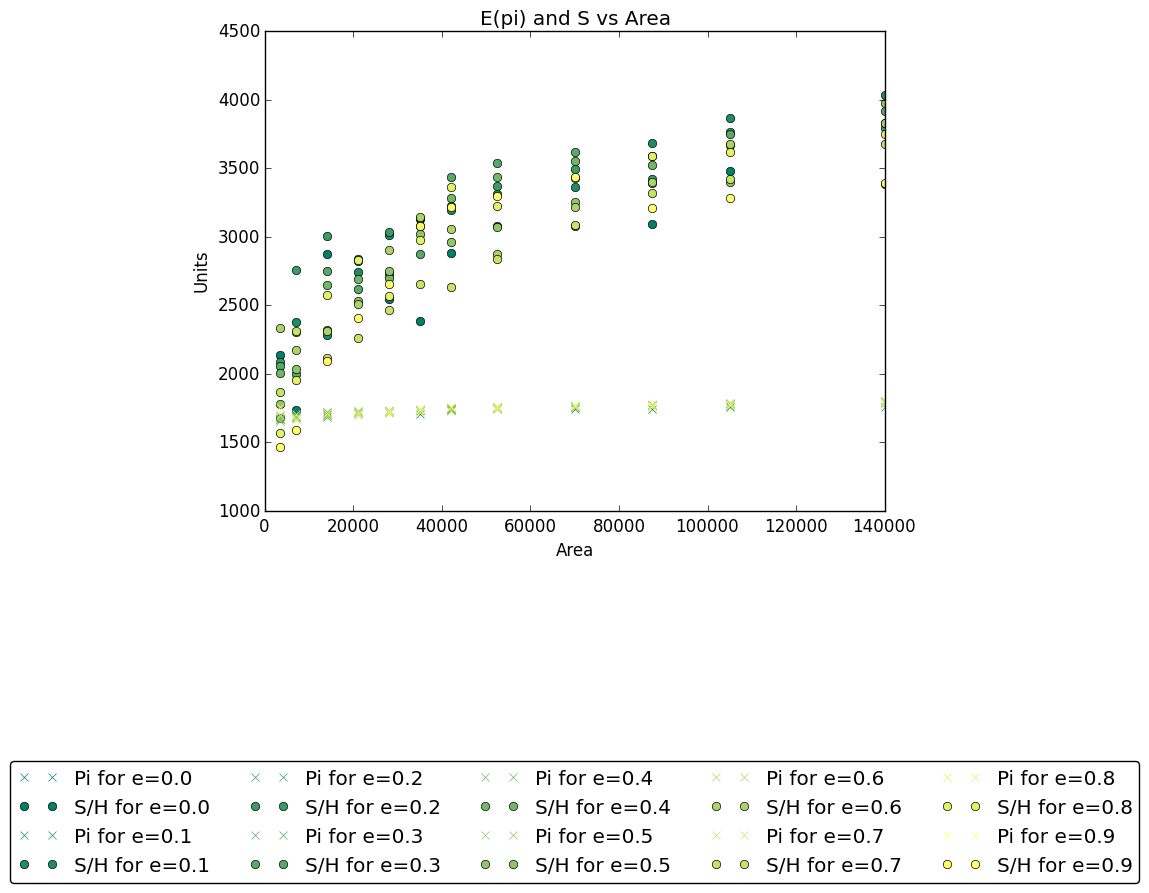 E(pi) and S vs Area
4500
4000
3500
3000
2500
2000
1500
1000
Units
0 20000 40000 60000 80000 100000 120000 140000
Area
Pi for e=0.0 Pi for e=0.2 Pi for e=0.4 Pi for e=0.6 Pi for e=0.8
S/H for e=0.0 S/H for e=0.2 S/H for e=0.4 S/H for e=0.6 S/H for e=0.8
Pi for e=0.1 Pi for e=0.3 Pi for e=0.5 Pi for e=0.7 Pi for e=0.9
S/H for e=0.1 S/H for e=0.3 S/H for e=0.5 S/H for e=0.7 S/H for e=0.9